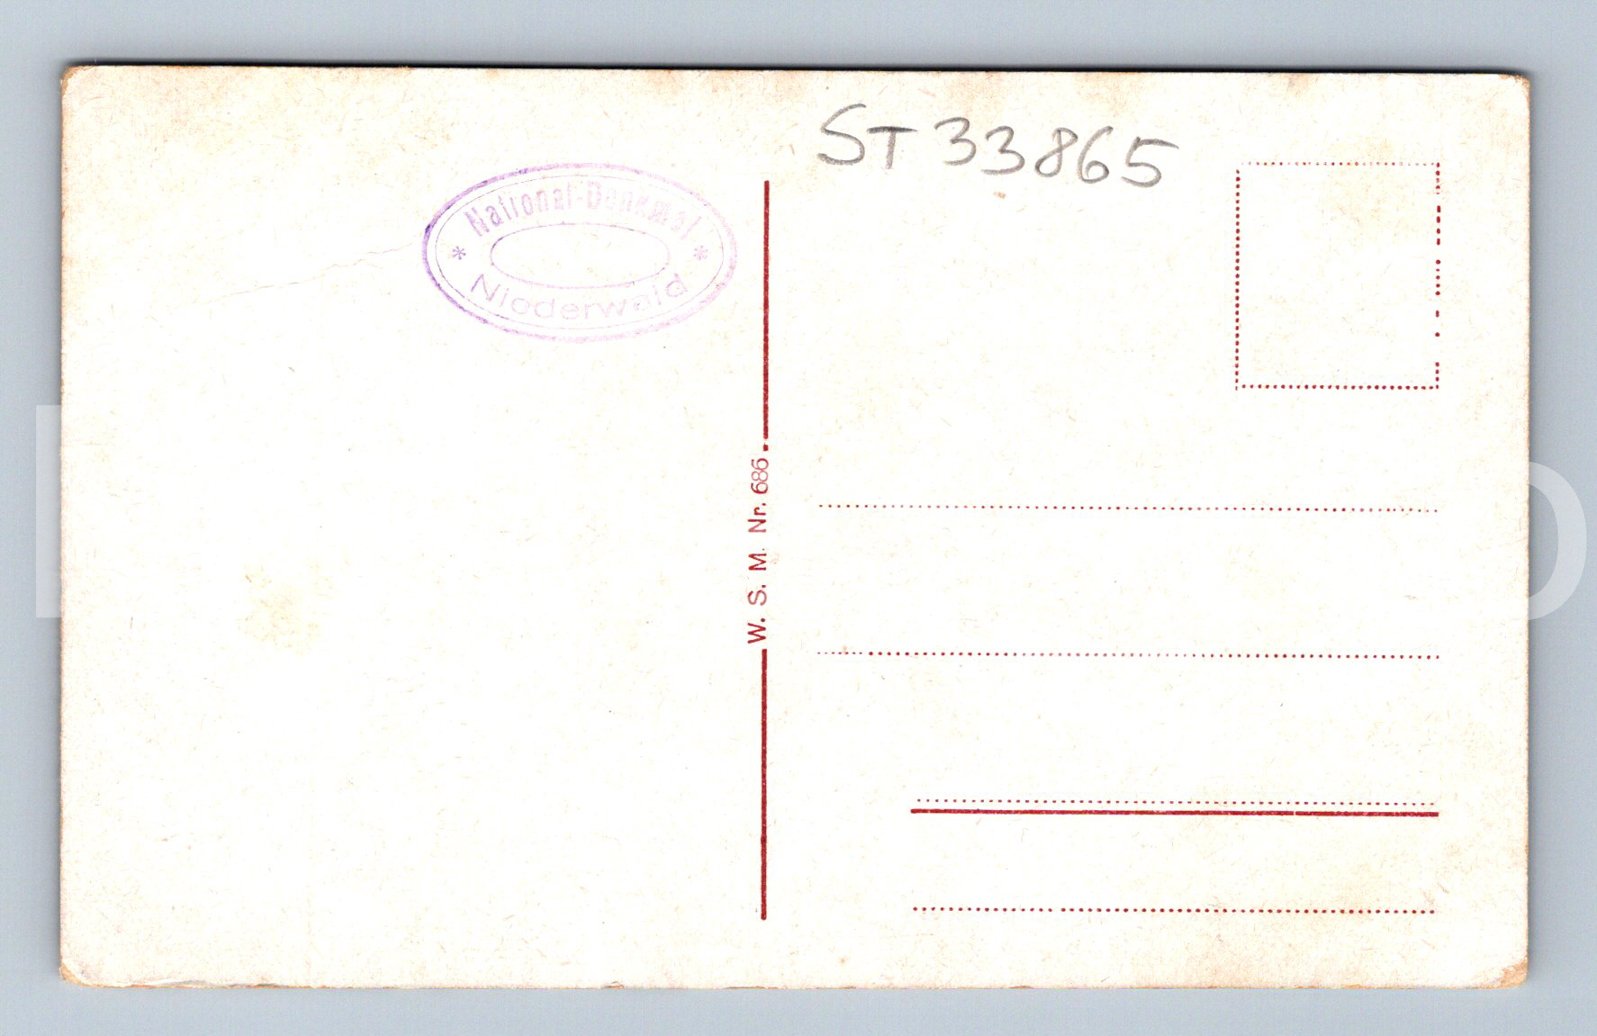 ST 33865
National-Denkmal
* Niederwald *
W. S. M. Nr. 686.